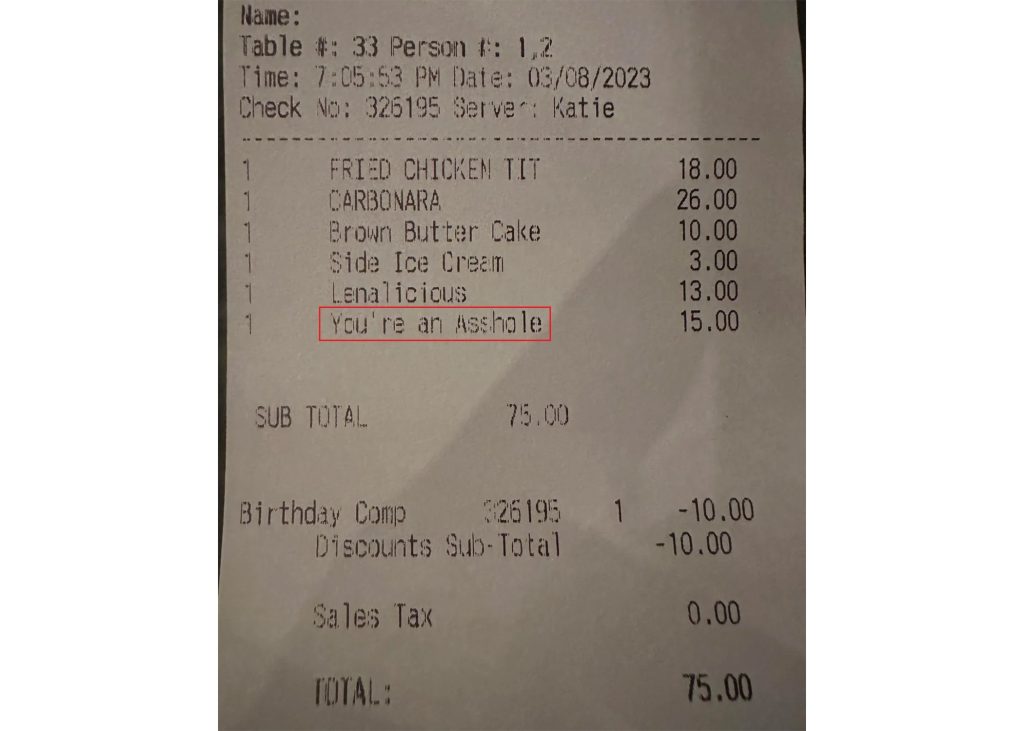 Name:
Table #: 33 Person #: 1,2
Time: 7:05:53 PM Date: 03/08/2023
Check No: 326195 Server: Katie
--------------------------------------------------
1 FRIED CHICKEN TIT 18.00
1 CARBONARA 26.00
1 Brown Butter Cake 10.00
1 Side Ice Cream 3.00
1 Lenalicious 13.00
1 You're an Asshole 15.00
SUB TOTAL 75.00
Birthday Comp 326195 1 -10.00
Discounts Sub-Total -10.00
Sales Tax 0.00
TOTAL: 75.00